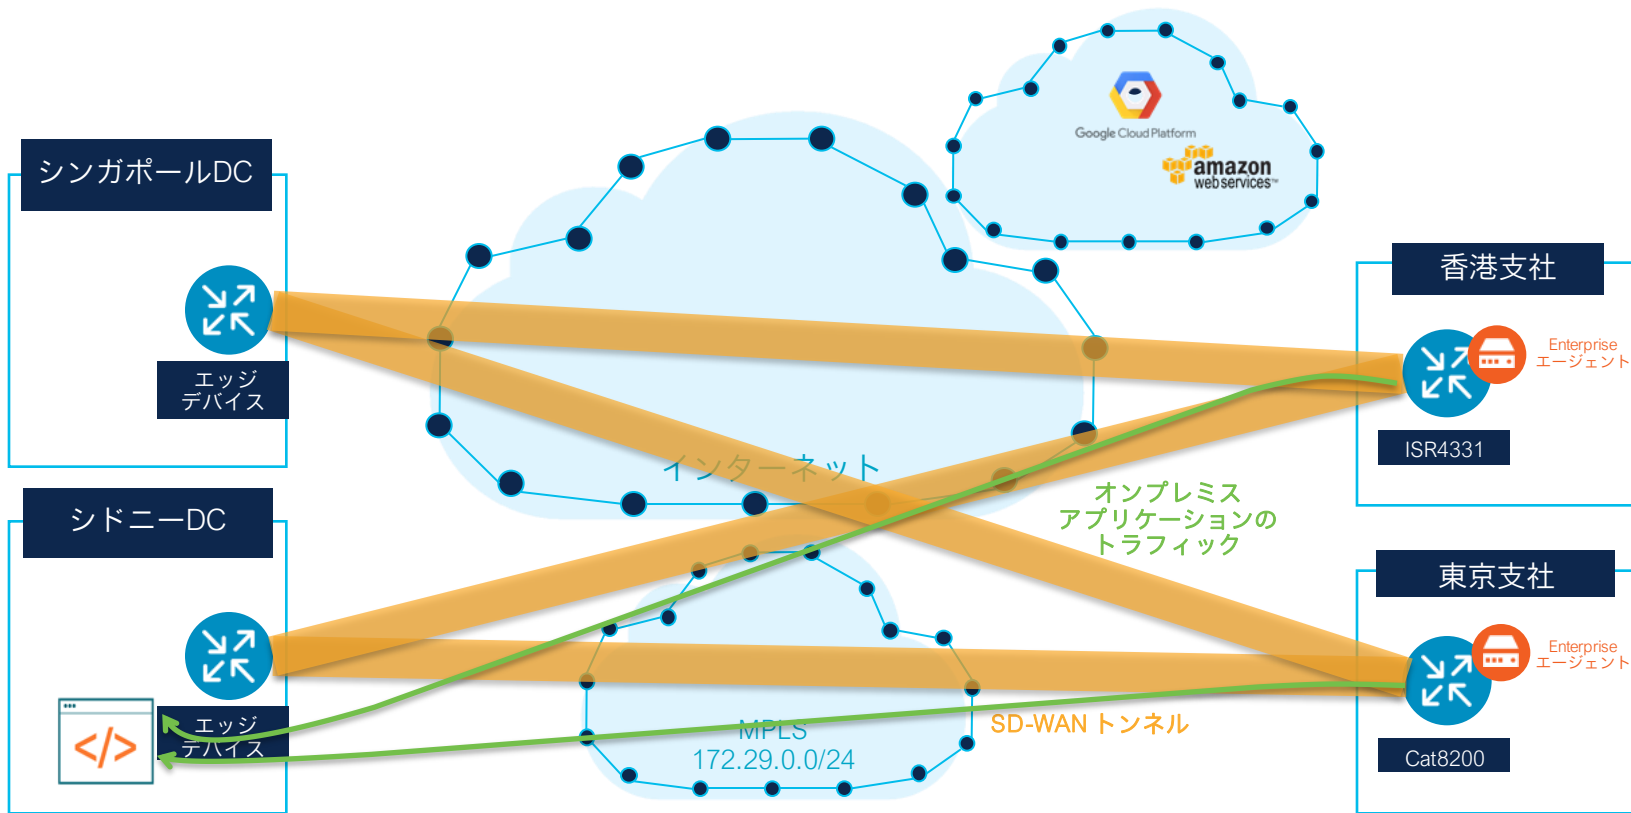 Google Cloud Platform
amazon
web services™
シンガポールDC
エッジ
デバイス
インターネット
香港支社
Enterprise
エージェント
ISR4331
オンプレミス
アプリケーションの
トラフィック
シドニーDC
エッジ
デバイス
</>
MPLS
172.29.0.0/24
SD-WAN トンネル
東京支社
Enterprise
エージェント
Cat8200